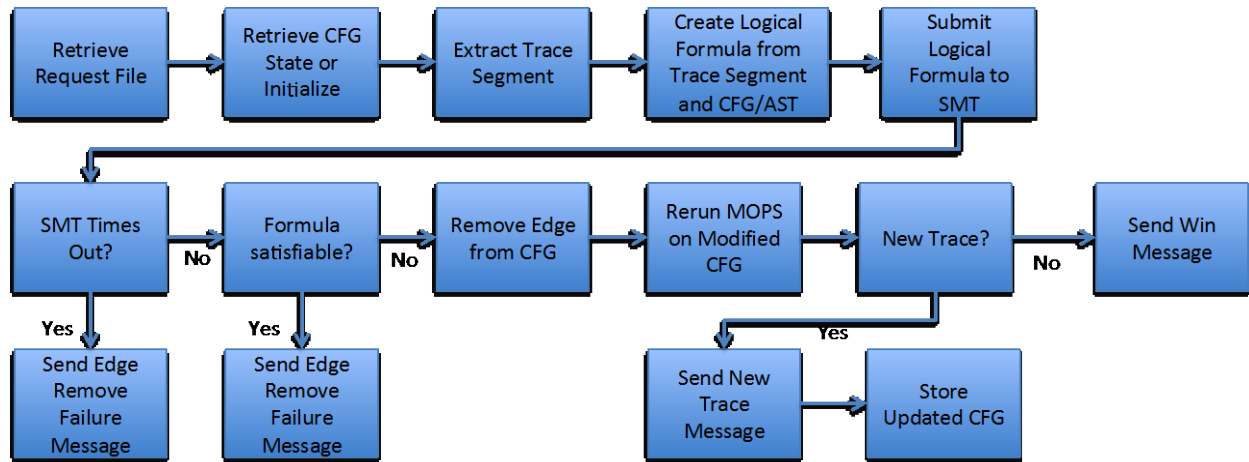 Retrieve
Request File
Retrieve CFG
State or
Initialize
Extract Trace
Segment
Create Logical
Formula from
Trace Segment
and CFG/AST
Submit
Logical
Formula to
SMT
SMT Times
Out?
No
Formula
satisfiable?
No
Remove Edge
from CFG
Rerun MOPS
on Modified
CFG
New Trace?
No
Send Win
Message
Yes
Yes
Yes
Send Edge
Remove
Failure
Message
Send Edge
Remove
Failure
Message
Send New
Trace
Message
Store
Updated CFG